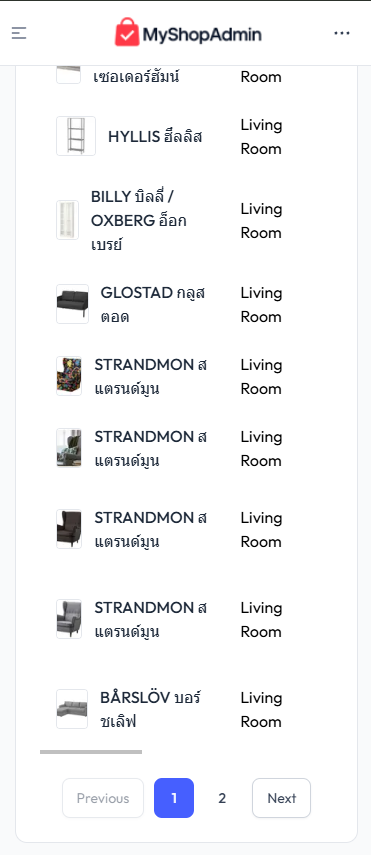 MyShopAdmin
เซอเดอร์ฮัมน์
Room
HYLLIS ฮึลลิส
Living
Room
BILLY บิลลี่ /
OXBERG อ็อก
เบรย์
Living
Room
GLOSTAD กลูส
ตอด
Living
Room
STRANDMON ส
แตรนด์มูน
Living
Room
STRANDMON ส
แตรนด์มูน
Living
Room
STRANDMON ส
แตรนด์มูน
Living
Room
STRANDMON ส
แตรนด์มูน
Living
Room
BÅRSLÖV บอร์
ชเลิฟ
Living
Room
Previous 1 2 Next